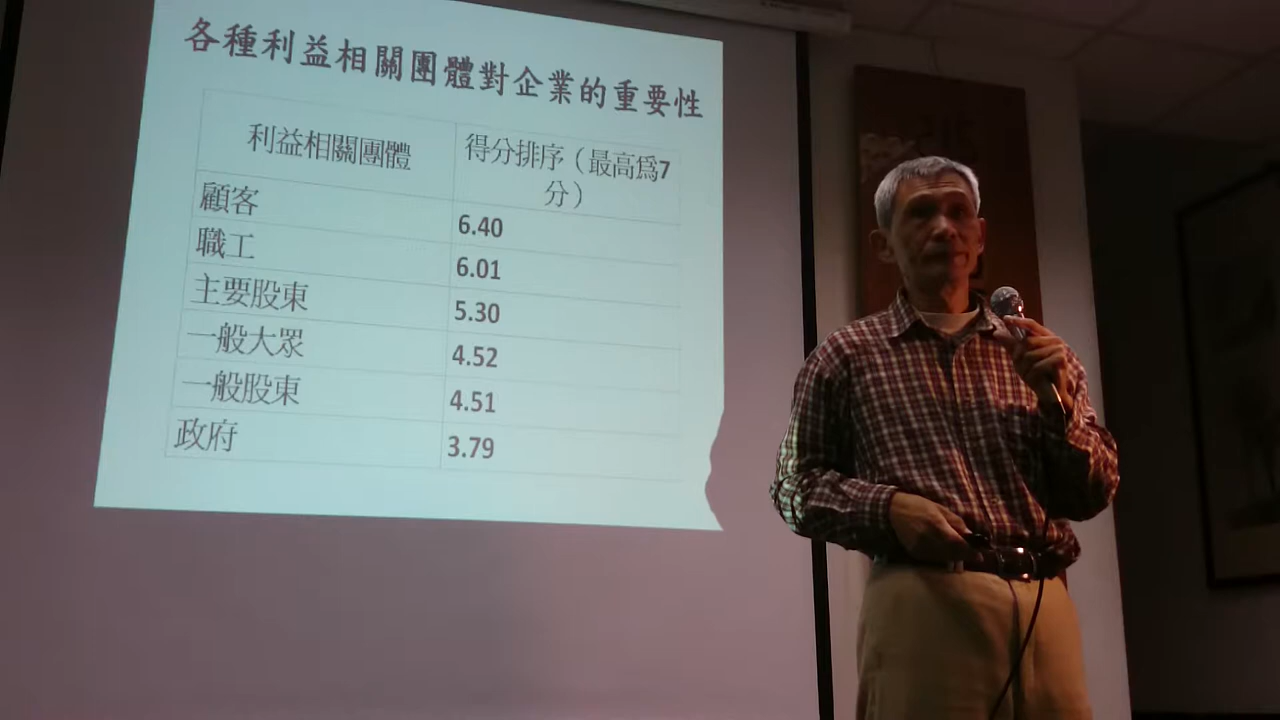 各種利益相關團體對企業的重要性
利益相關團體 得分排序（最高爲7
分）
顧客 6.40
職工 6.01
主要股東 5.30
一般大眾 4.52
一般股東 4.51
政府 3.79